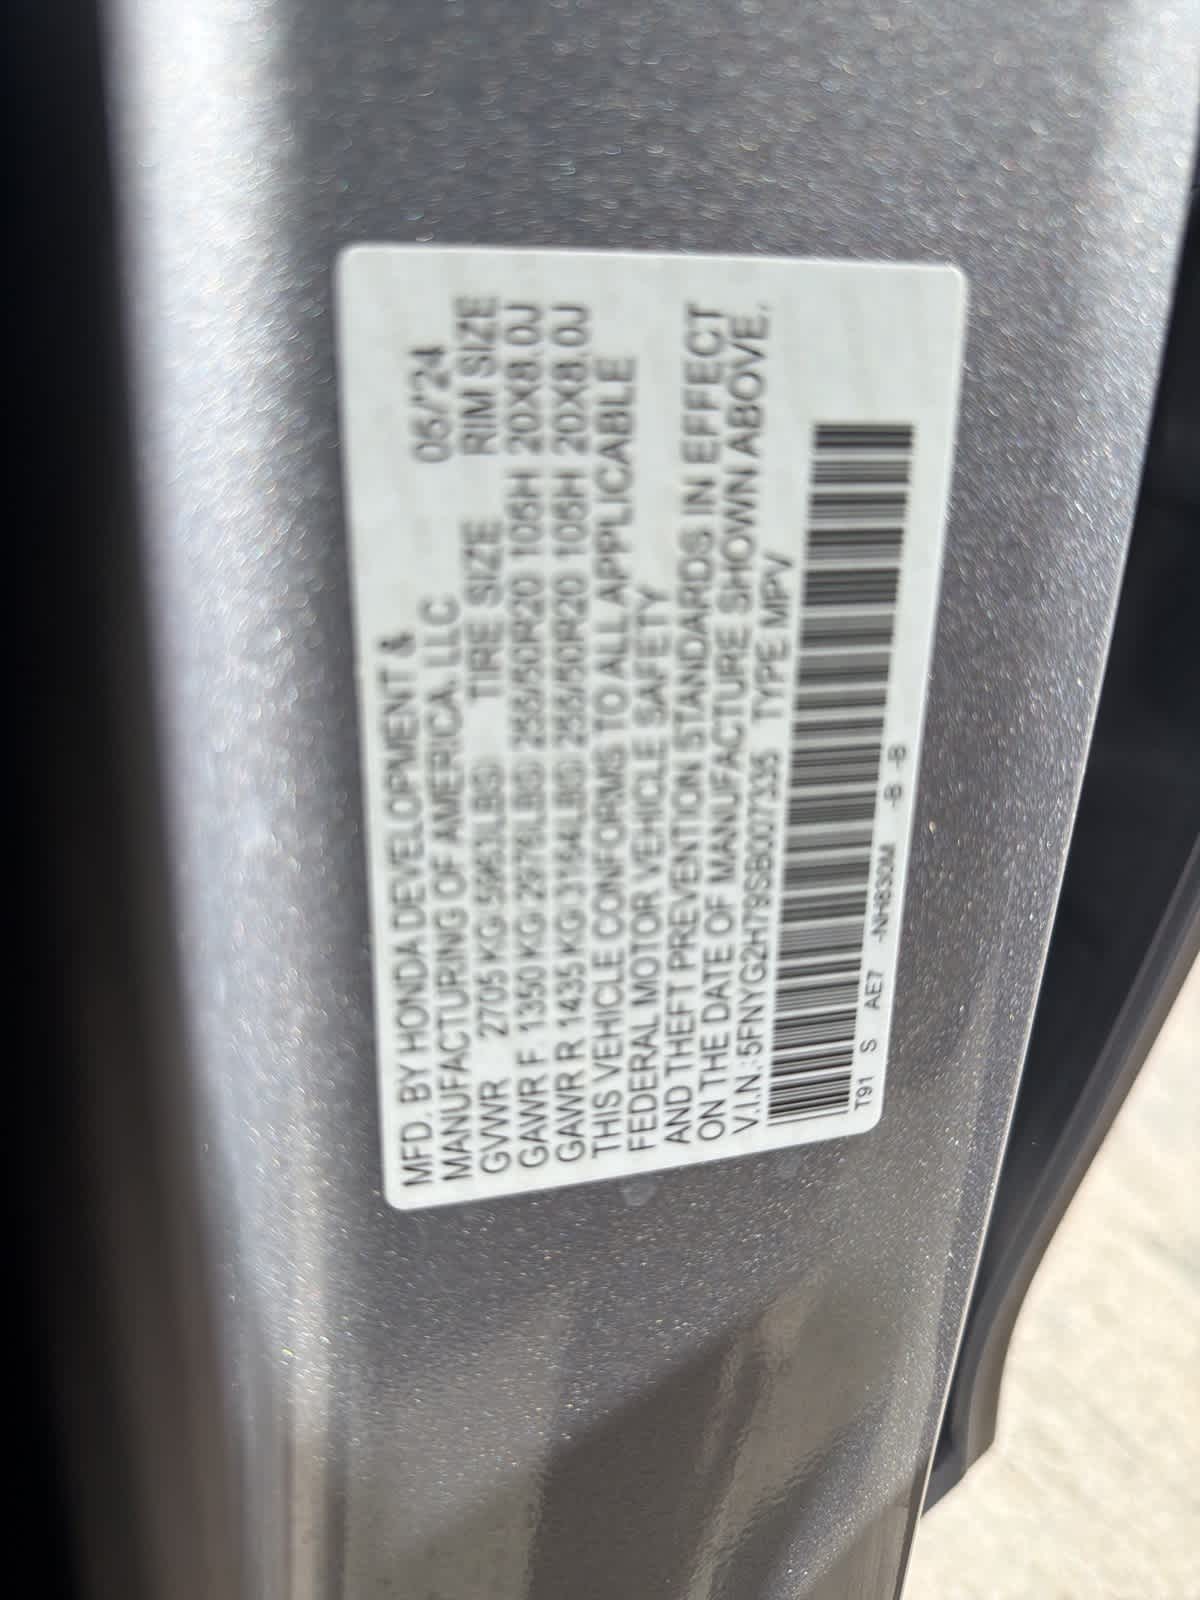 MFD. BY HONDA DEVELOPMENT &
MANUFACTURING OF AMERICA, LLC 05/'24
GVWR 2705 KG (5963LBS) TIRE SIZE RIM SIZE
GAWR F 1350 KG (2976LBS) 255/50R20 105H 20X8.0J
GAWR R 1435 KG (3164LBS) 255/50R20 105H 20X8.0J
THIS VEHICLE CONFORMS TO ALL APPLICABLE
FEDERAL MOTOR VEHICLE SAFETY
AND THEFT PREVENTION STANDARDS IN EFFECT
ON THE DATE OF MANUFACTURE SHOWN ABOVE.
V.I.N.:5FNYG2H79SB007335 TYPE MPV
T91 S AE7 -NH830M -B -B